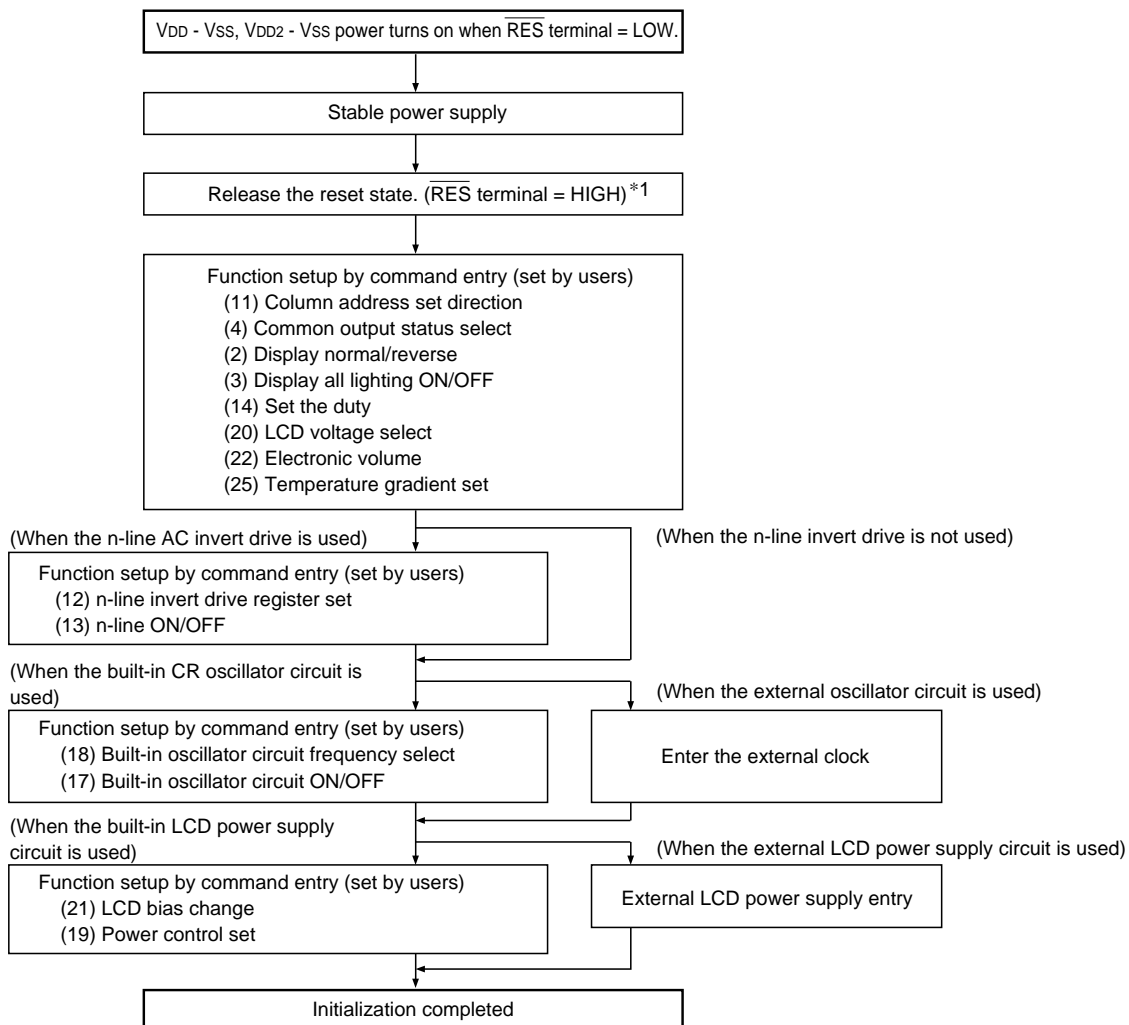 VDD - VSS, VDD2 - VSS power turns on when R̅E̅S̅ terminal = LOW.
Stable power supply
Release the reset state. (R̅E̅S̅ terminal = HIGH)*1
Function setup by command entry (set by users)
(11) Column address set direction
(4) Common output status select
(2) Display normal/reverse
(3) Display all lighting ON/OFF
(14) Set the duty
(20) LCD voltage select
(22) Electronic volume
(25) Temperature gradient set
(When the n-line AC invert drive is used)
(When the n-line invert drive is not used)
Function setup by command entry (set by users)
(12) n-line invert drive register set
(13) n-line ON/OFF
(When the built-in CR oscillator circuit is
used)
(When the external oscillator circuit is used)
Function setup by command entry (set by users)
(18) Built-in oscillator circuit frequency select
(17) Built-in oscillator circuit ON/OFF
Enter the external clock
(When the built-in LCD power supply
circuit is used)
(When the external LCD power supply circuit is used)
Function setup by command entry (set by users)
(21) LCD bias change
(19) Power control set
External LCD power supply entry
Initialization completed